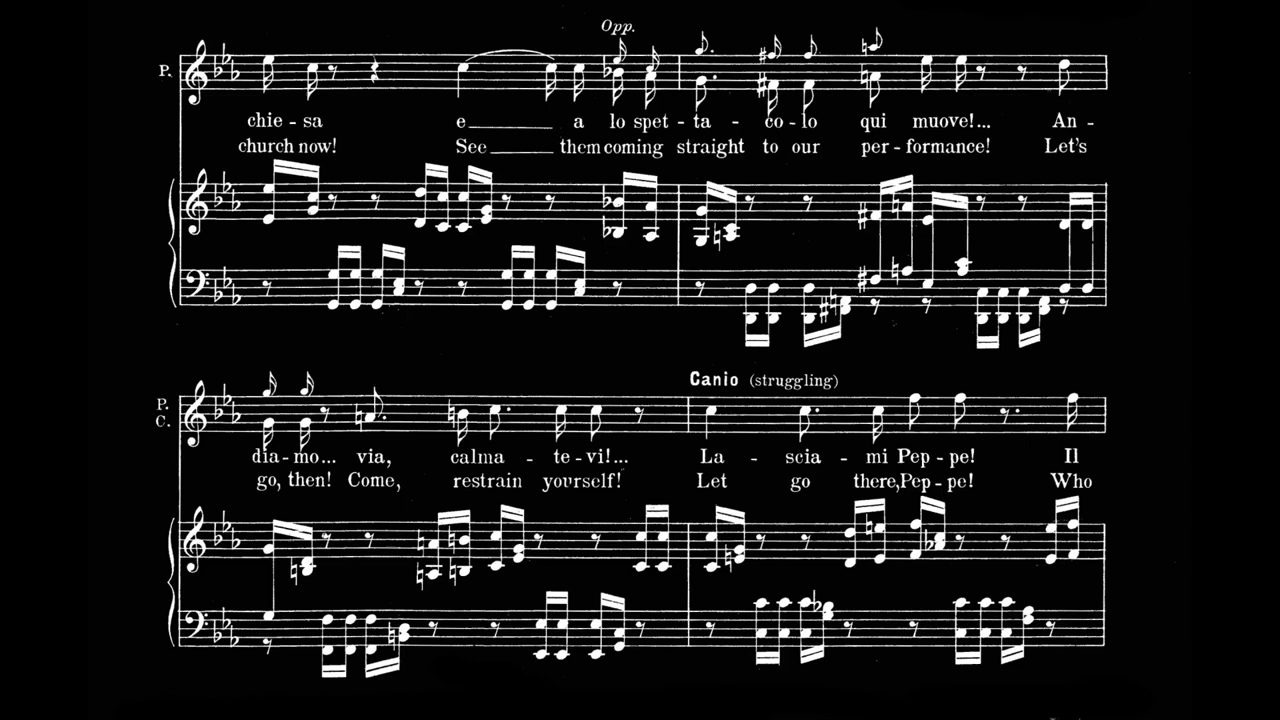 Opp.
P.
chie - sa e a lo spet - ta - co - lo qui muove!... An -
church now! See them coming straight to our per - formance! Let's
Canio (struggling)
P.
C.
dia - mo... via, calma - te - vi!... La - scia - mi Pep - pe! Il
go, then! Come, restrain yourself! Let go there, Pep - pe! Who